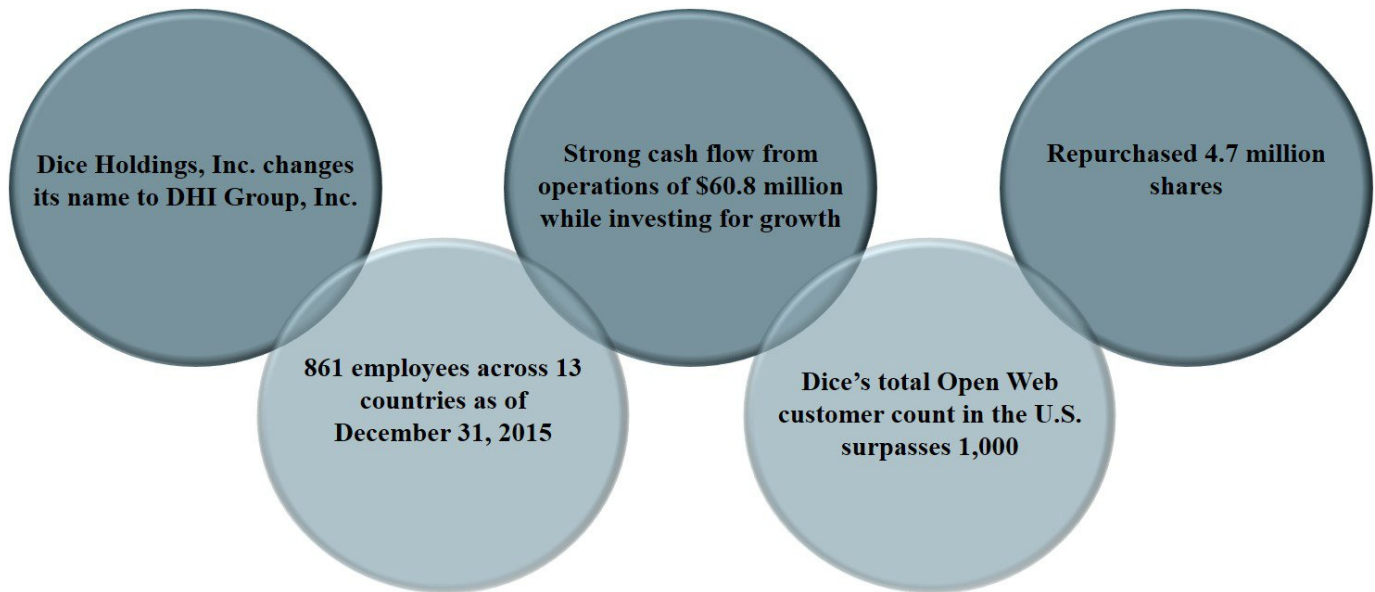 Dice Holdings, Inc. changes
its name to DHI Group, Inc.
861 employees across 13
countries as of
December 31, 2015
Strong cash flow from
operations of $60.8 million
while investing for growth
Dice’s total Open Web
customer count in the U.S.
surpasses 1,000
Repurchased 4.7 million
shares